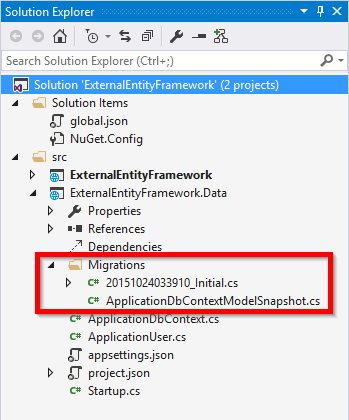 Solution Explorer
Search Solution Explorer (Ctrl+;)
Solution 'ExternalEntityFramework' (2 projects)
Solution Items
global.json
NuGet.Config
src
ExternalEntityFramework
ExternalEntityFramework.Data
Properties
References
Dependencies
Migrations
C# 20151024033910_Initial.cs
C# ApplicationDbContextModelSnapshot.cs
C# ApplicationDbContext.cs
C# ApplicationUser.cs
appsettings.json
project.json
C# Startup.cs